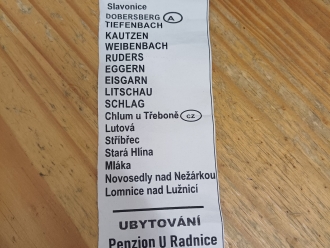 Slavonice
DOBERSBERG A
TIEFENBACH
KAUTZEN
WEIBENBACH
RUDERS
EGGERN
EISGARN
LITSCHAU
SCHLAG
Chlum u Třeboně CZ
Lutová
Stříbřec
Stará Hlína
Mláka
Novosedly nad Nežárkou
Lomnice nad Lužnicí
UBYTOVÁNÍ
Penzion U Radnice